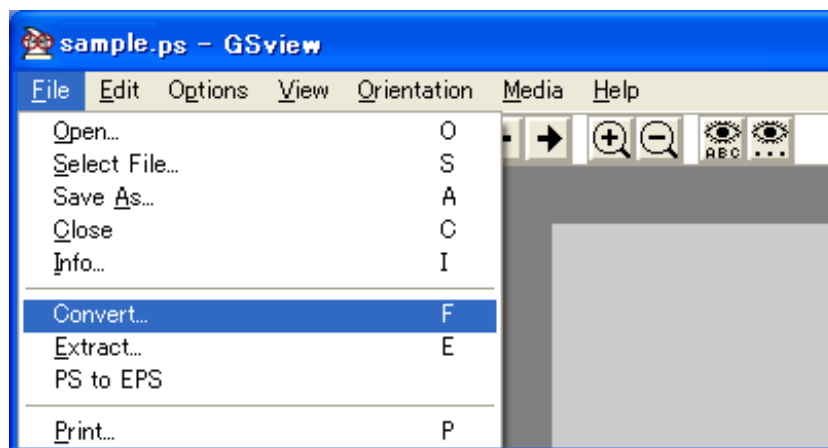 sample.ps - GSview
File Edit Options View Orientation Media Help
Open... O
Select File... S
Save As... A
Close C
Info... I
Convert... F
Extract... E
PS to EPS
Print... P
ABC